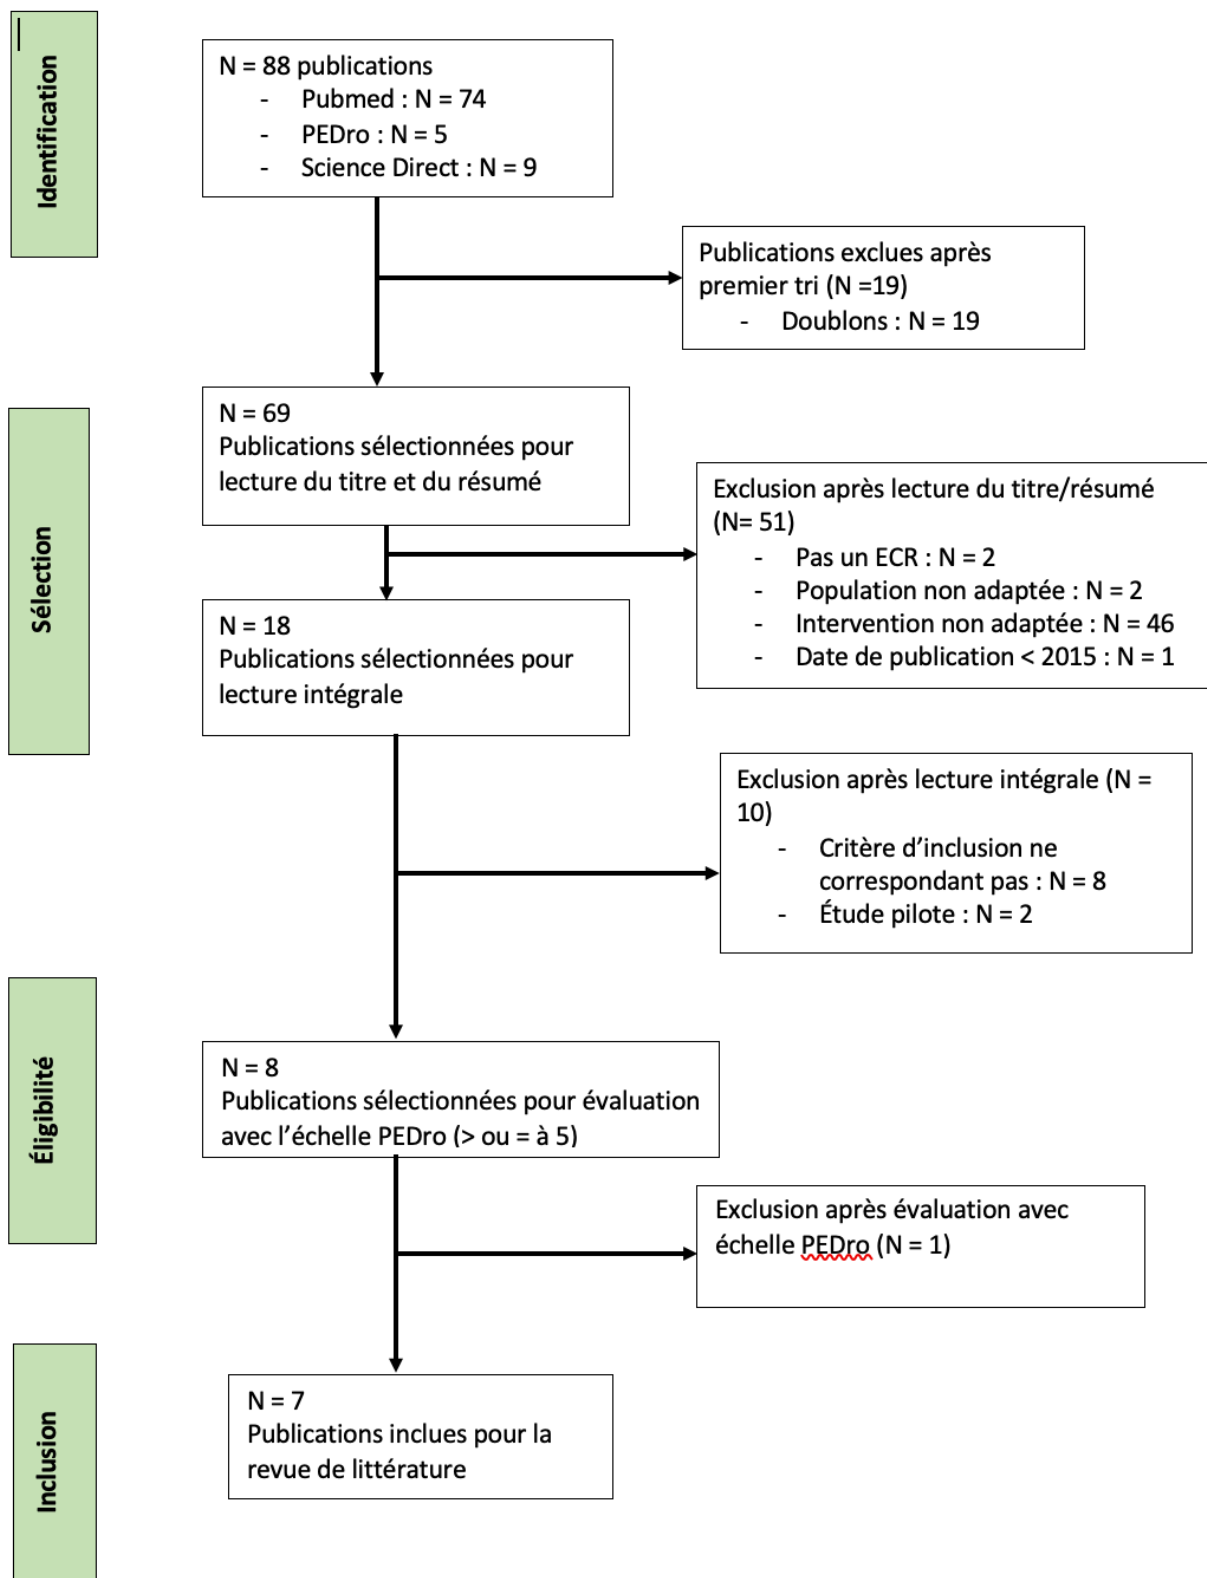 Identification
N = 88 publications
- Pubmed : N = 74
- PEDro : N = 5
- Science Direct : N = 9
Publications exclues après
premier tri (N =19)
- Doublons : N = 19
Sélection
N = 69
Publications sélectionnées pour
lecture du titre et du résumé
Exclusion après lecture du titre/résumé
(N= 51)
- Pas un ECR : N = 2
- Population non adaptée : N = 2
- Intervention non adaptée : N = 46
- Date de publication < 2015 : N = 1
N = 18
Publications sélectionnées pour
lecture intégrale
Exclusion après lecture intégrale (N =
10)
- Critère d’inclusion ne
correspondant pas : N = 8
- Étude pilote : N = 2
Éligibilité
N = 8
Publications sélectionnées pour évaluation
avec l’échelle PEDro (> ou = à 5)
Exclusion après évaluation avec
échelle PEDro (N = 1)
Inclusion
N = 7
Publications inclues pour la
revue de littérature